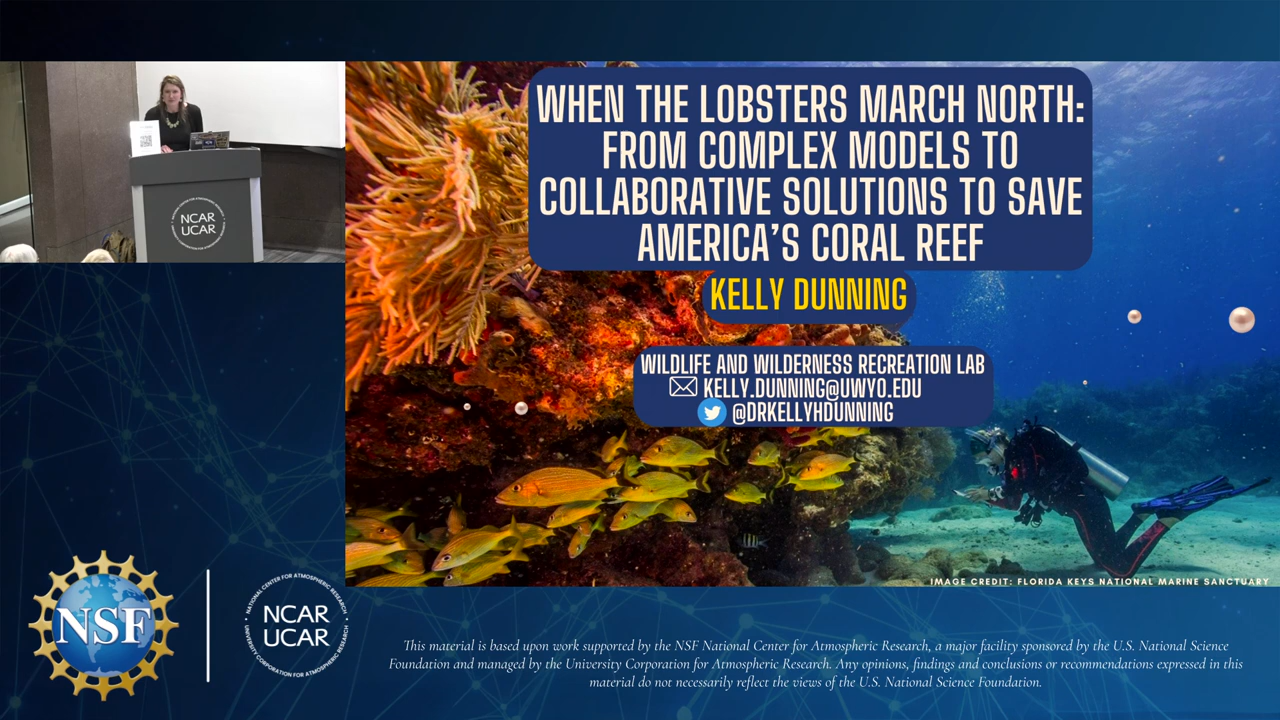 WHEN THE LOBSTERS MARCH NORTH:
FROM COMPLEX MODELS TO
COLLABORATIVE SOLUTIONS TO SAVE
AMERICA'S CORAL REEF
KELLY DUNNING
WILDLIFE AND WILDERNESS RECREATION LAB
KELLY.DUNNING@UWYO.EDU
@DRKELLYHDUNNING
IMAGE CREDIT: FLORIDA KEYS NATIONAL MARINE SANCTUARY
NCAR
UCAR
NSF
NATIONAL CENTER FOR ATMOSPHERIC RESEARCH
NCAR
UCAR
UNIVERSITY CORPORATION FOR ATMOSPHERIC RESEARCH
This material is based upon work supported by the NSF National Center for Atmospheric Research, a major facility sponsored by the U.S. National Science
Foundation and managed by the University Corporation for Atmospheric Research. Any opinions, findings and conclusions or recommendations expressed in this
material do not necessarily reflect the views of the U.S. National Science Foundation.